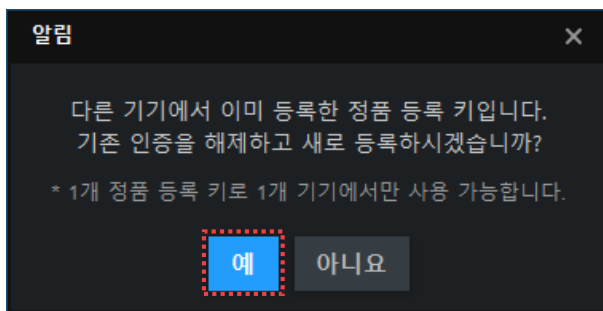 알림
다른 기기에서 이미 등록한 정품 등록 키입니다.
기존 인증을 해제하고 새로 등록하시겠습니까?
* 1개 정품 등록 키로 1개 기기에서만 사용 가능합니다.
예 아니요